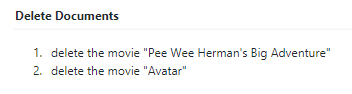 Delete Documents
1. delete the movie "Pee Wee Herman's Big Adventure"
2. delete the movie "Avatar"